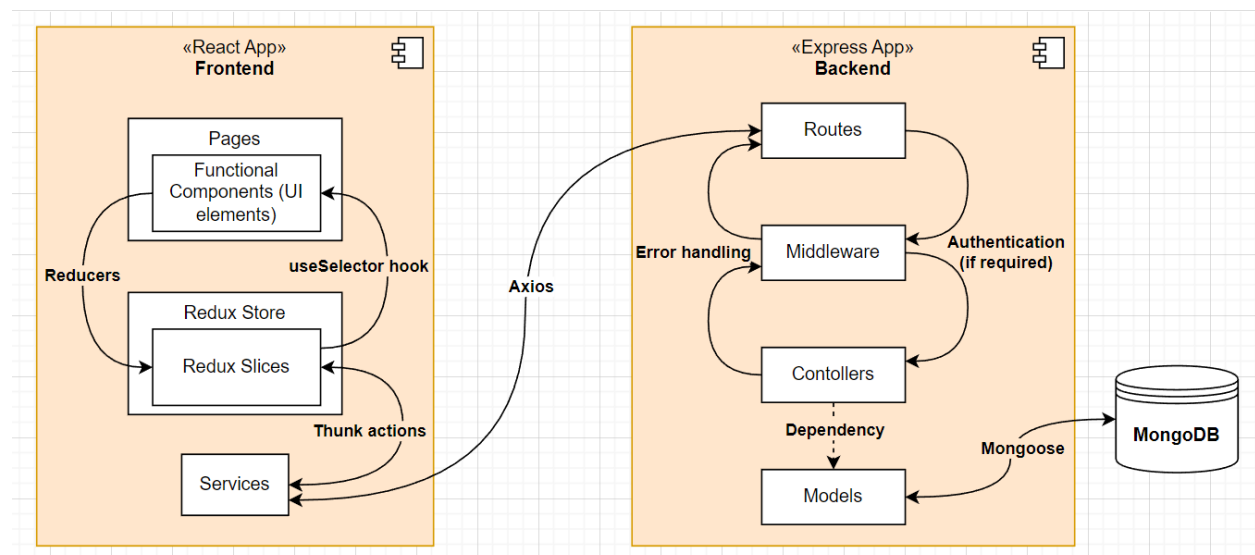 «React App»
Frontend
Pages
Functional
Components (UI
elements)
Reducers
useSelector hook
Redux Store
Redux Slices
Thunk actions
Services
Axios
«Express App»
Backend
Routes
Error handling
Middleware
Authentication
(if required)
Contollers
Dependency
Models
Mongoose
MongoDB